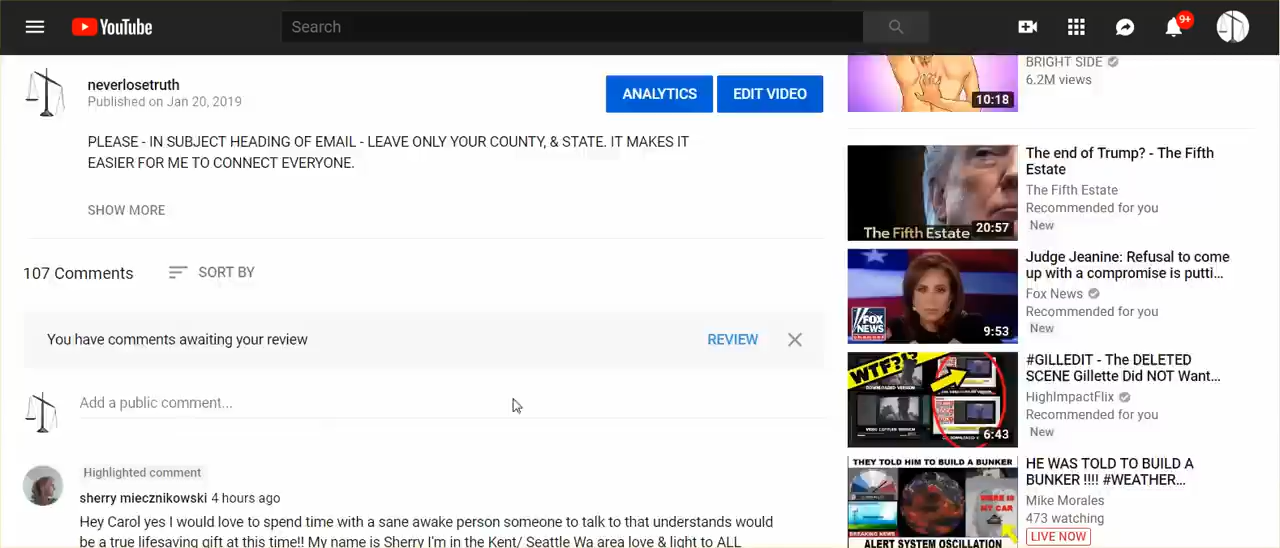 YouTube
Search
9+
neverlosetruth
Published on Jan 20, 2019
ANALYTICS
EDIT VIDEO
PLEASE - IN SUBJECT HEADING OF EMAIL - LEAVE ONLY YOUR COUNTY, & STATE. IT MAKES IT
EASIER FOR ME TO CONNECT EVERYONE.
SHOW MORE
107 Comments
SORT BY
You have comments awaiting your review
REVIEW
Add a public comment...
Highlighted comment
sherry miecznikowski 4 hours ago
Hey Carol yes I would love to spend time with a sane awake person someone to talk to that understands would
be a true lifesaving gift at this time!! My name is Sherry I'm in the Kent/ Seattle Wa area love & light to ALL
BRIGHT SIDE
6.2M views
10:18
The end of Trump? - The Fifth
Estate
The Fifth Estate
Recommended for you
New
The Fifth Estate
20:57
Judge Jeanine: Refusal to come
up with a compromise is putti...
Fox News
Recommended for you
New
FOX
NEWS
9:53
#GILLEDIT - The DELETED
SCENE Gillette Did NOT Want...
HighImpactFlix
Recommended for you
New
WTF?!?
6:43
HE WAS TOLD TO BUILD A
BUNKER !!!! #WEATHER...
Mike Morales
473 watching
LIVE NOW
THEY TOLD HIM TO BUILD A BUNKER
WHERE IS
MY CAR
BREAKING NEWS
ALERT SYSTEM OSCILLATION